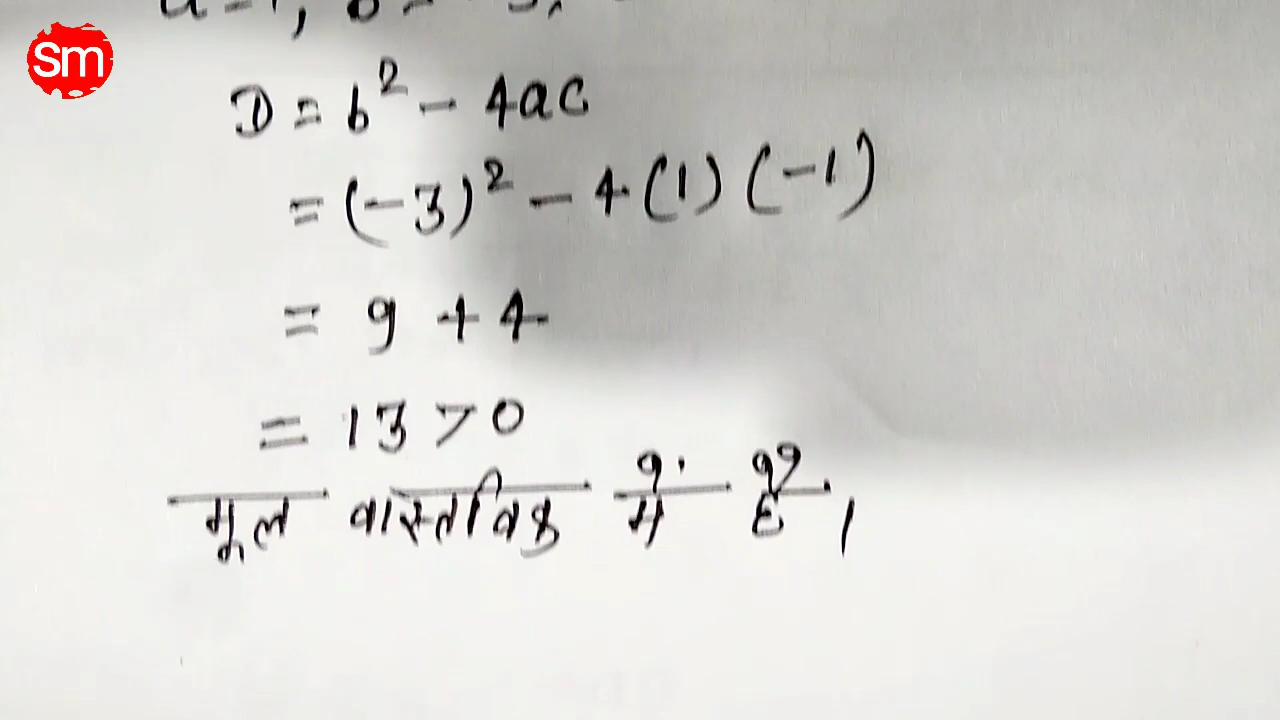 Sm
D = b² - 4ac
= (-3)² - 4(1)(-1)
= 9 + 4
= 13 > 0
मूल वास्तविक में हैं।